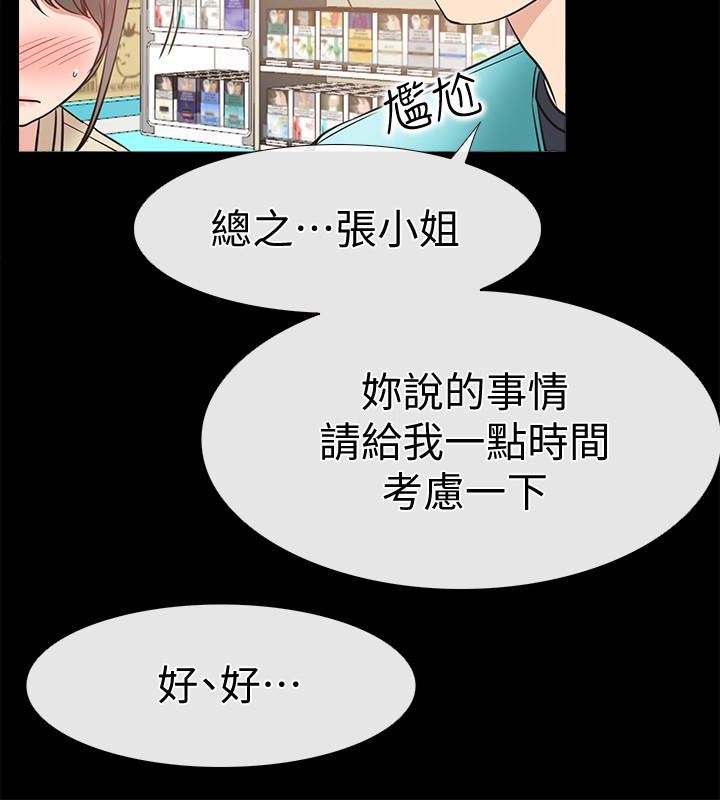 尷尬
總之…張小姐
妳說的事情
請給我一點時間
考慮一下
好、好…